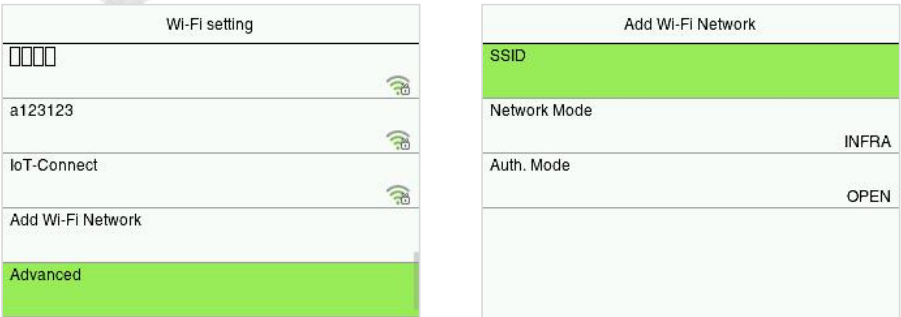 Wi-Fi setting
a123123
IoT-Connect
Add Wi-Fi Network
Advanced
Add Wi-Fi Network
SSID
Network Mode
INFRA
Auth. Mode
OPEN